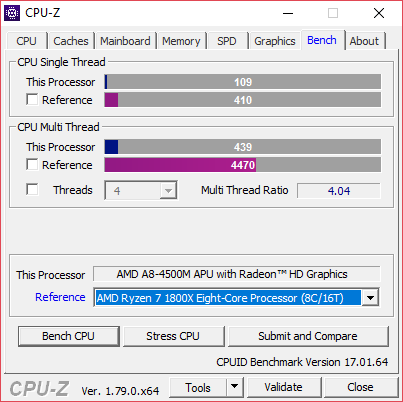 CPU-Z
CPU Caches Mainboard Memory SPD Graphics Bench About
CPU Single Thread
This Processor 109
Reference 410
CPU Multi Thread
This Processor 439
Reference 4470
Threads 4 Multi Thread Ratio 4.04
This Processor AMD A8-4500M APU with Radeon™ HD Graphics
Reference AMD Ryzen 7 1800X Eight-Core Processor (8C/16T)
Bench CPU Stress CPU Submit and Compare
CPUID Benchmark Version 17.01.64
CPU-Z Ver. 1.79.0.x64 Tools Validate Close